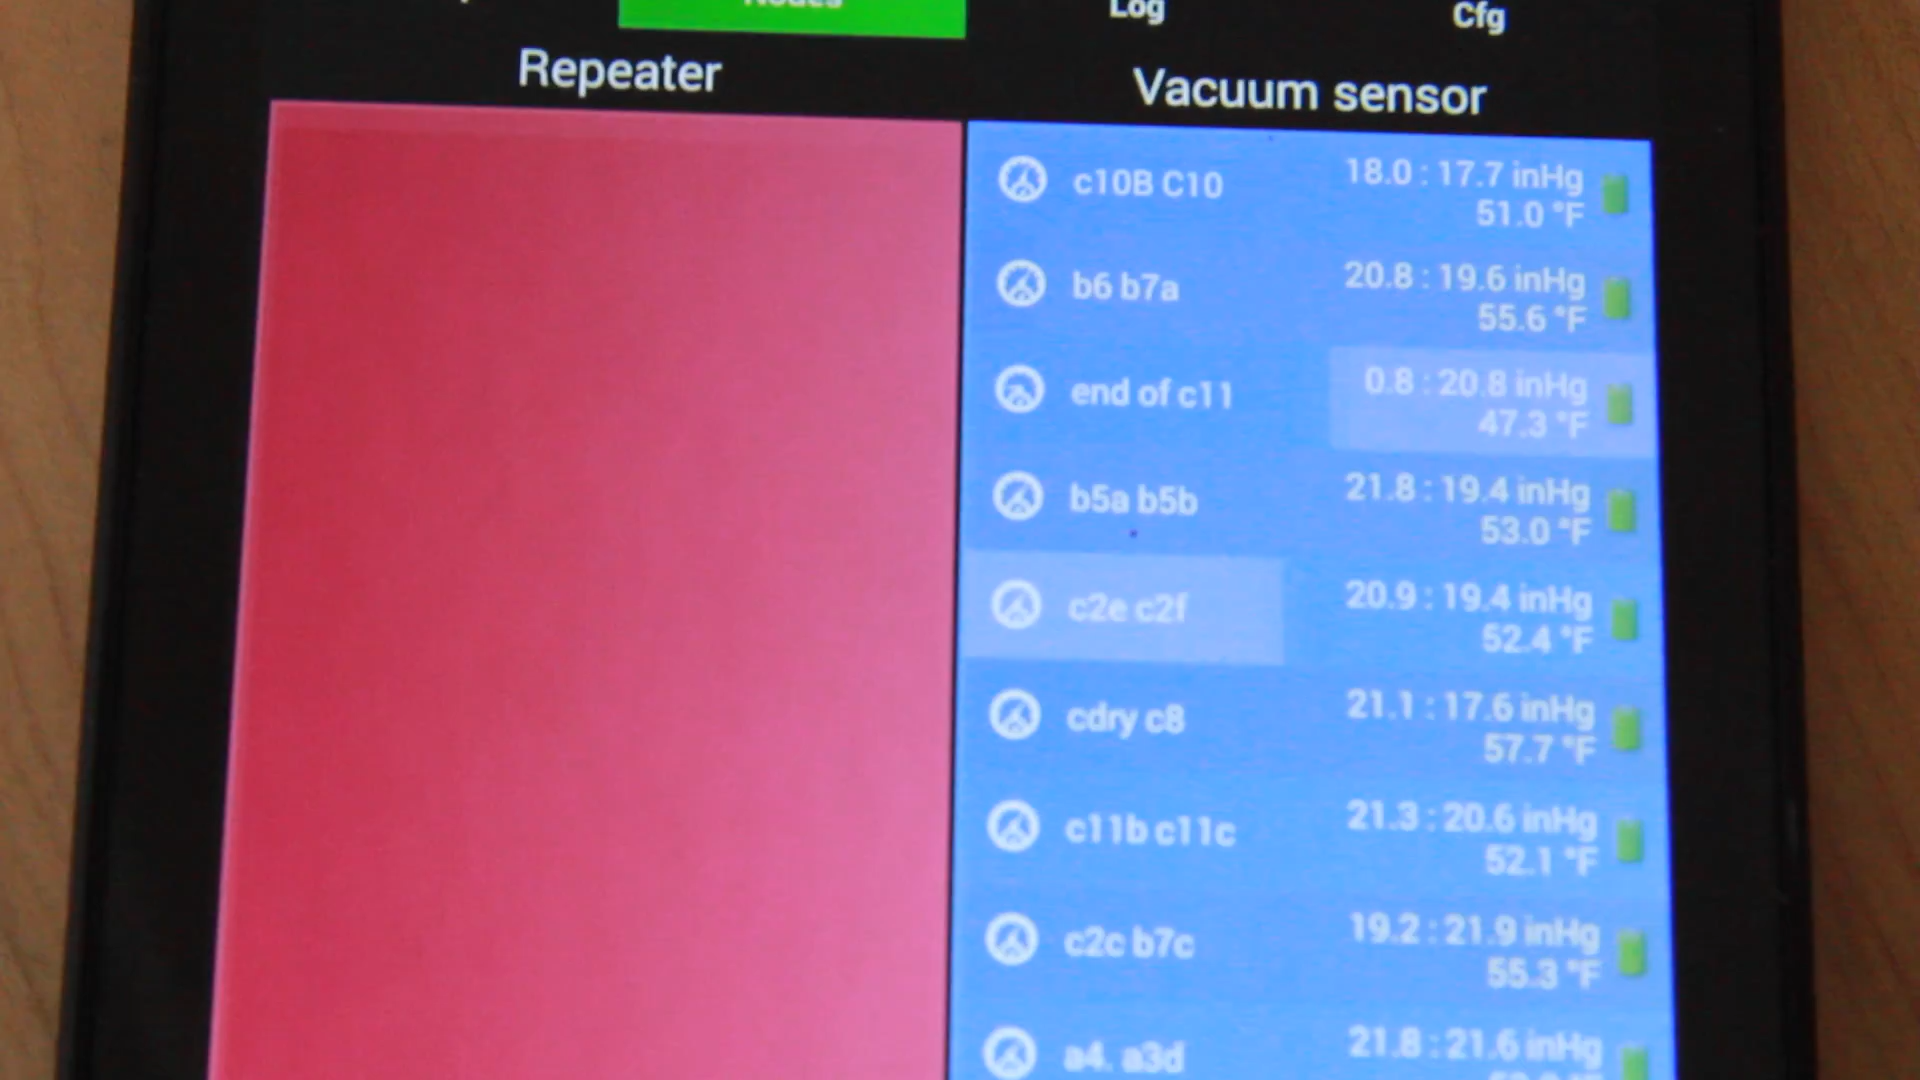 Nodes
Log
Cfg
Repeater
Vacuum sensor
c10B C10
18.0 : 17.7 inHg
51.0 °F
b6 b7a
20.8 : 19.6 inHg
55.6 °F
end of c11
0.8 : 20.8 inHg
47.3 °F
b5a b5b
21.8 : 19.4 inHg
53.0 °F
c2e c2f
20.9 : 19.4 inHg
52.4 °F
cdry c8
21.1 : 17.6 inHg
57.7 °F
c11b c11c
21.3 : 20.6 inHg
52.1 °F
c2c b7c
19.2 : 21.9 inHg
55.3 °F
a4. a3d
21.8 : 21.6 inHg